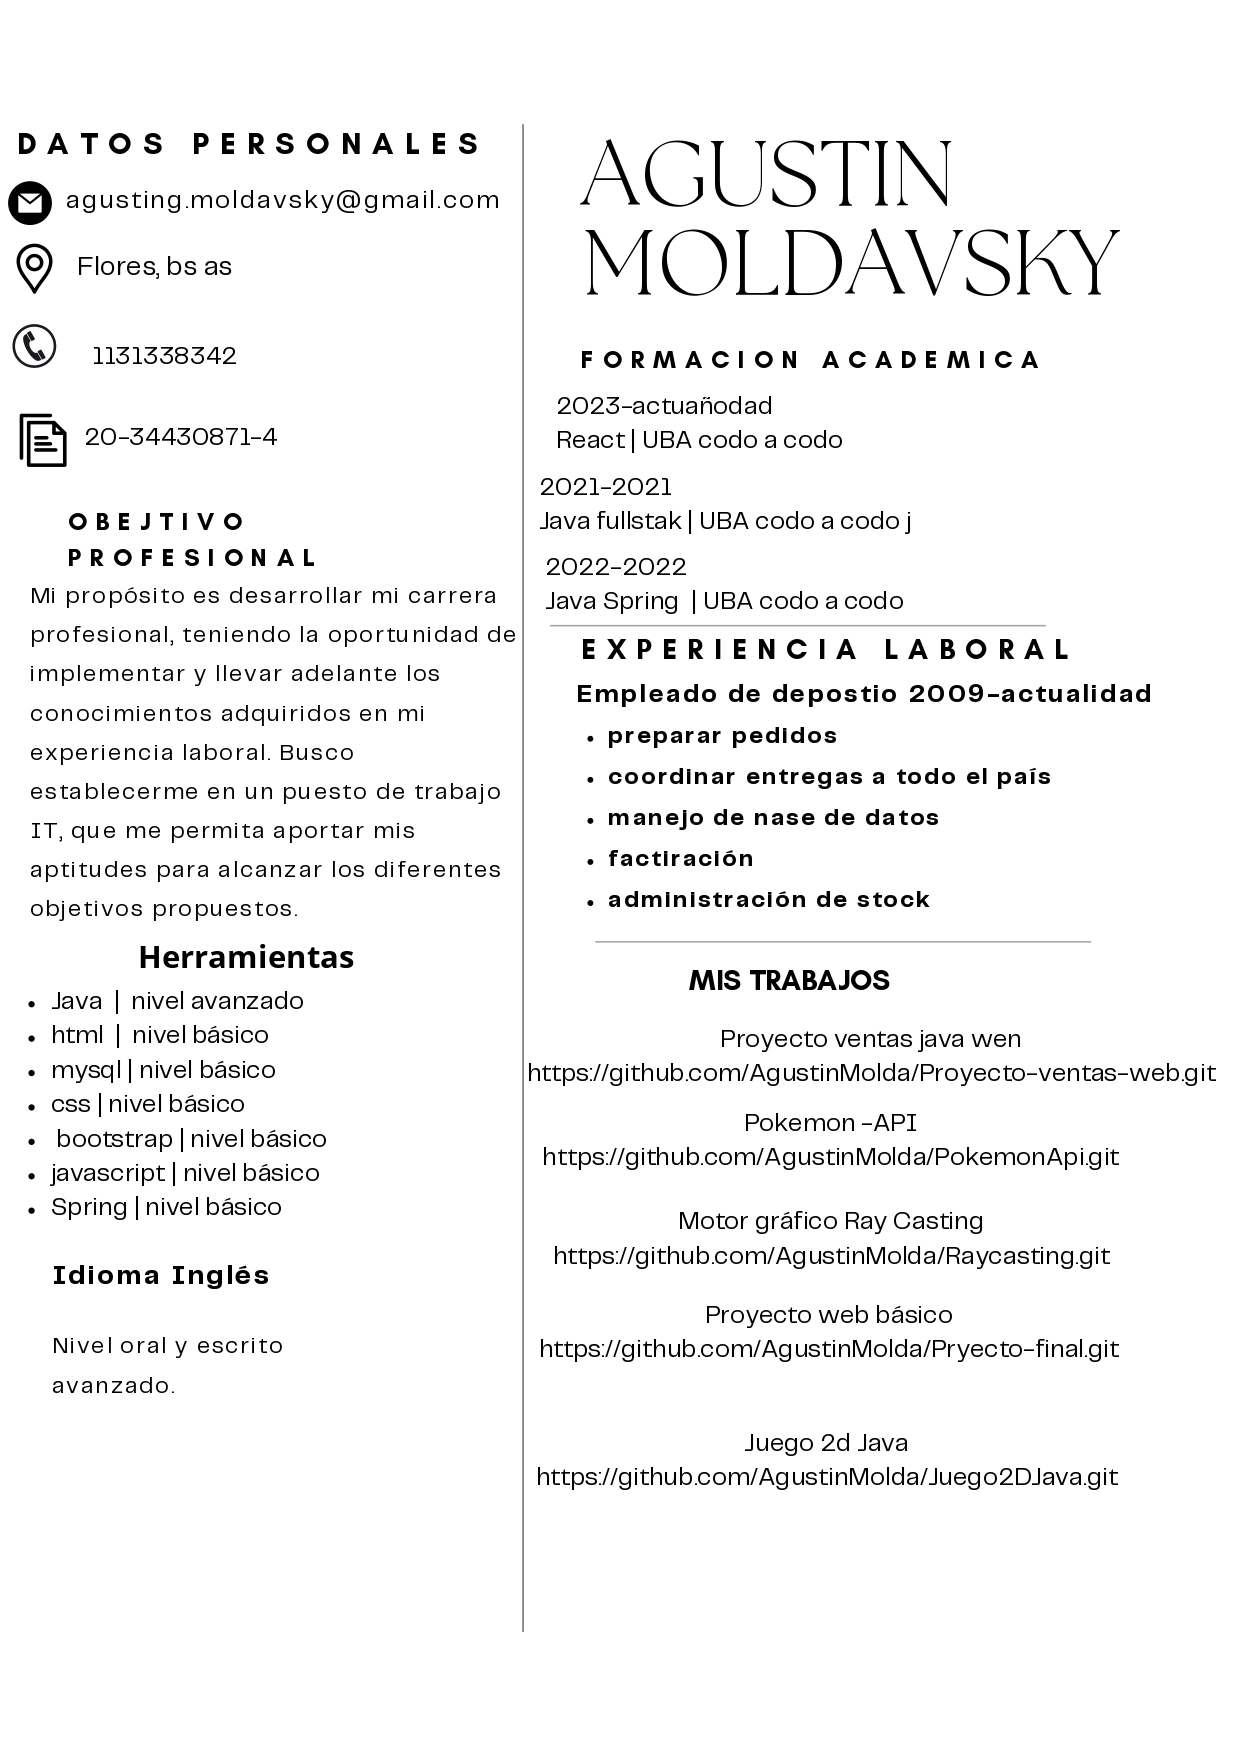 DATOS PERSONALES
agusting.moldavsky@gmail.com
Flores, bs as
1131338342
20-34430871-4
OBEJTIVO
PROFESIONAL
Mi propósito es desarrollar mi carrera
profesional, teniendo la oportunidad de
implementar y llevar adelante los
conocimientos adquiridos en mi
experiencia laboral. Busco
establecerme en un puesto de trabajo
IT, que me permita aportar mis
aptitudes para alcanzar los diferentes
objetivos propuestos.
Herramientas
• Java | nivel avanzado
• html | nivel básico
• mysql | nivel básico
• css | nivel básico
• bootstrap | nivel básico
• javascript | nivel básico
• Spring | nivel básico
Idioma Inglés
Nivel oral y escrito
avanzado.
AGUSTIN
MOLDAVSKY
FORMACION ACADEMICA
2023-actuañodad
React | UBA codo a codo
2021-2021
Java fullstak | UBA codo a codo j
2022-2022
Java Spring | UBA codo a codo
EXPERIENCIA LABORAL
Empleado de depostio 2009-actualidad
• preparar pedidos
• coordinar entregas a todo el país
• manejo de nase de datos
• factiración
• administración de stock
MIS TRABAJOS
Proyecto ventas java wen
https://github.com/AgustinMolda/Proyecto-ventas-web.git
Pokemon -API
https://github.com/AgustinMolda/PokemonApi.git
Motor gráfico Ray Casting
https://github.com/AgustinMolda/Raycasting.git
Proyecto web básico
https://github.com/AgustinMolda/Pryecto-final.git
Juego 2d Java
https://github.com/AgustinMolda/Juego2DJava.git